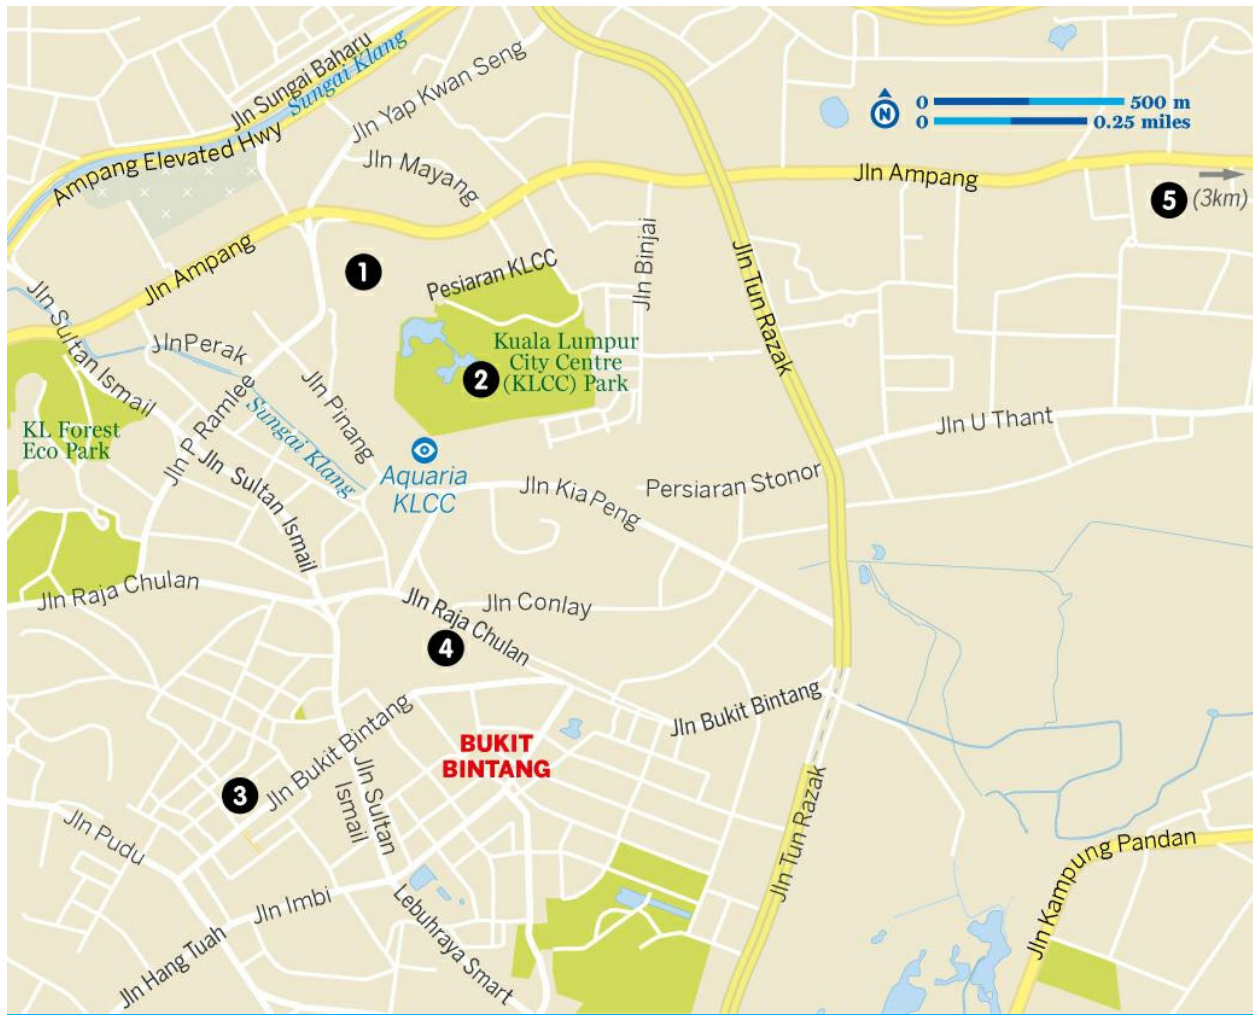 Jln Sungai Baharu
Sungai Klang
Ampang Elevated Hwy
Jln Yap Kwan Seng
Jln Mayang
N
0
500 m
0
0.25 miles
Jln Ampang
5
(3km)
Jln Ampang
1
Pesiaran KLCC
Jln Binjai
Jln Tun Razak
Jln Sultan Ismail
Jln Perak
Kuala Lumpur
City Centre
(KLCC) Park
2
Jln Pinang
Jln P Ramlee
Sungai Klang
KL Forest
Eco Park
Jln Sultan Ismail
Aquaria
KLCC
Jln Kia Peng
Persiaran Stonor
Jln U Thant
Jln Raja Chulan
Jln Raja Chulan
Jln Conlay
4
Jln Bukit Bintang
Jln Bukit Bintang
BUKIT
BINTANG
3
Jln Sultan
Ismail
Jln Pudu
Jln Tun Razak
Jln Kampung Pandan
Jln Imbi
Jln Hang Tuah
Lebuhraya Smart